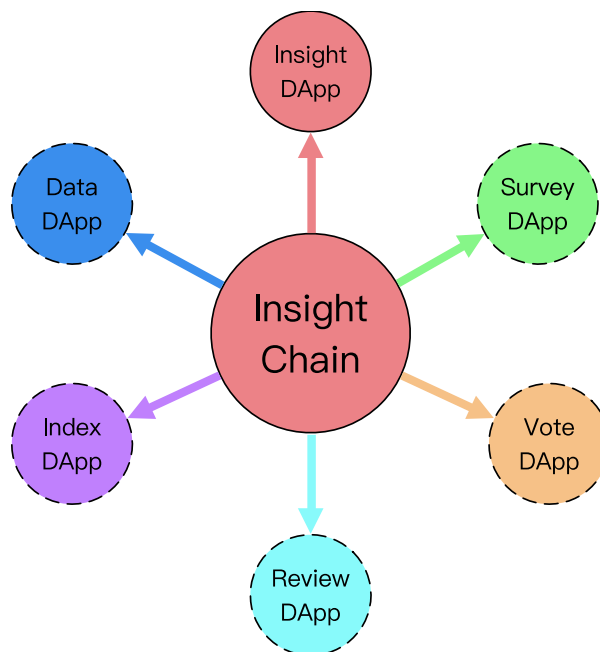 Insight
DApp
Data
DApp
Survey
DApp
Insight
Chain
Index
DApp
Vote
DApp
Review
DApp